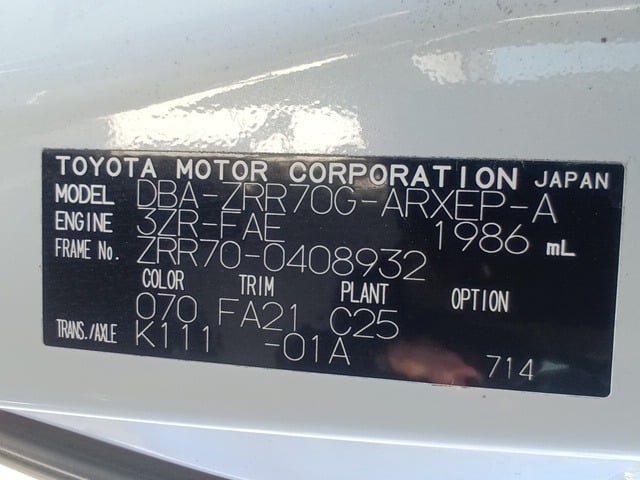 TOYOTA MOTOR CORPORATION JAPAN
MODEL DBA-ZRR70G-ARXEP-A
ENGINE 3ZR-FAE 1986 mL
FRAME No. ZRR70-0408932
COLOR TRIM PLANT OPTION
070 FA21 C25
TRANS./AXLE K111 -01A
714